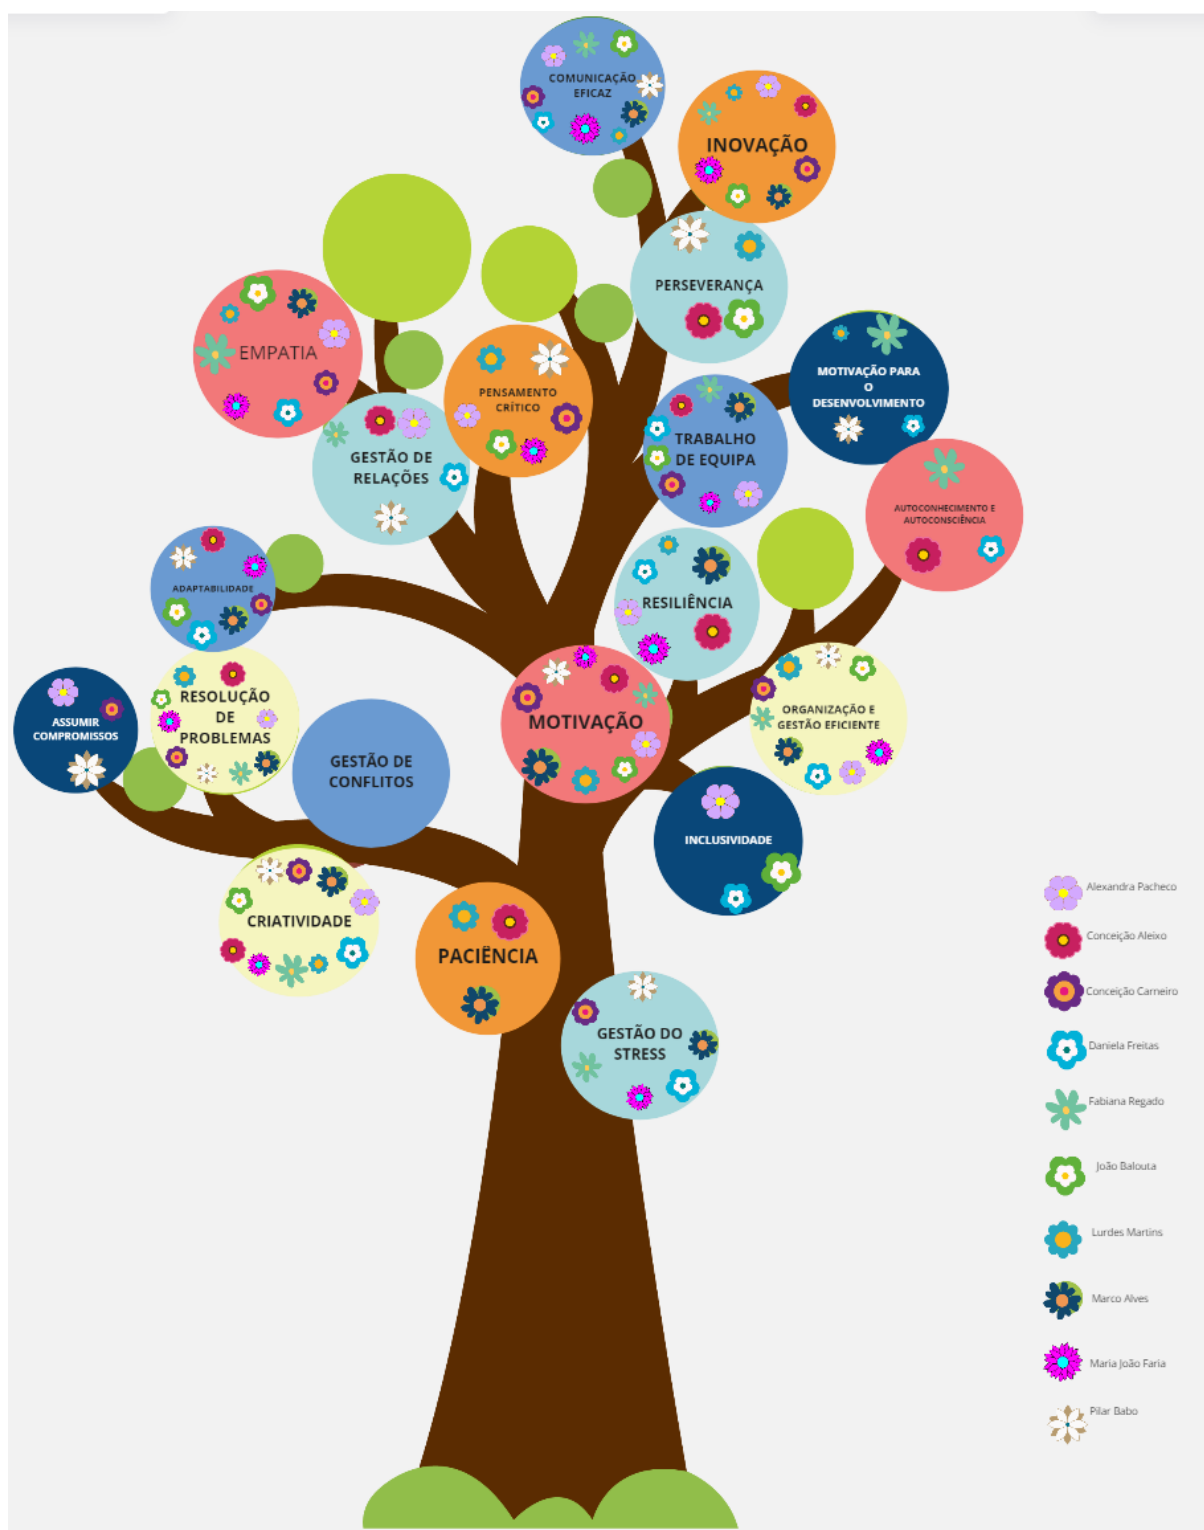 COMUNICAÇÃO
EFICAZ
INOVAÇÃO
PERSEVERANÇA
EMPATIA
MOTIVAÇÃO PARA
O
DESENVOLVIMENTO
PENSAMENTO
CRÍTICO
TRABALHO
DE EQUIPA
GESTÃO DE
RELAÇÕES
AUTOCONHECIMENTO E
AUTOCONSCIÊNCIA
ADAPTABILIDADE
RESILIÊNCIA
RESOLUÇÃO
DE
PROBLEMAS
ASSUMIR
COMPROMISSOS
MOTIVAÇÃO
ORGANIZAÇÃO E
GESTÃO EFICIENTE
GESTÃO DE
CONFLITOS
INCLUSIVIDADE
CRIATIVIDADE
PACIÊNCIA
GESTÃO DO
STRESS
Alexandra Pacheco
Conceição Aleixo
Conceição Carneiro
Daniela Freitas
Fabiana Regado
João Balouta
Lurdes Martins
Marco Alves
Maria João Faria
Pilar Babo